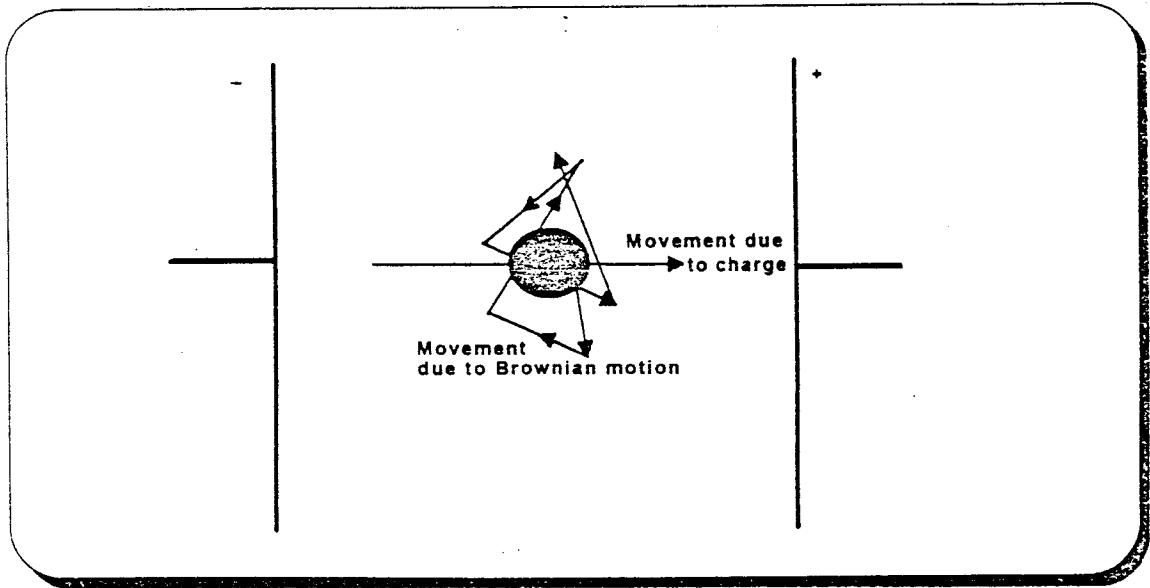 -
+
Movement due
to charge
Movement
due to Brownian motion